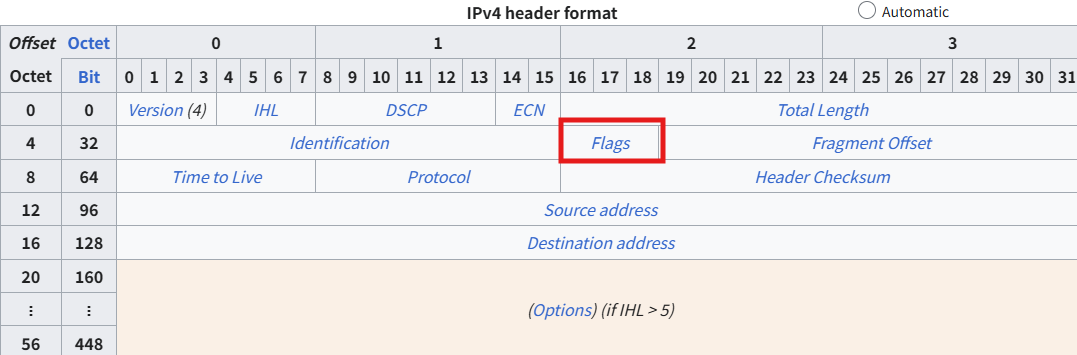 IPv4 header format
Automatic
Offset Octet 0 1 2 3
Octet Bit 0 1 2 3 4 5 6 7 8 9 10 11 12 13 14 15 16 17 18 19 20 21 22 23 24 25 26 27 28 29 30 31
0 0 Version (4) IHL DSCP ECN Total Length
4 32 Identification Flags Fragment Offset
8 64 Time to Live Protocol Header Checksum
12 96 Source address
16 128 Destination address
20 160
⋮ ⋮ (Options) (if IHL > 5)
56 448